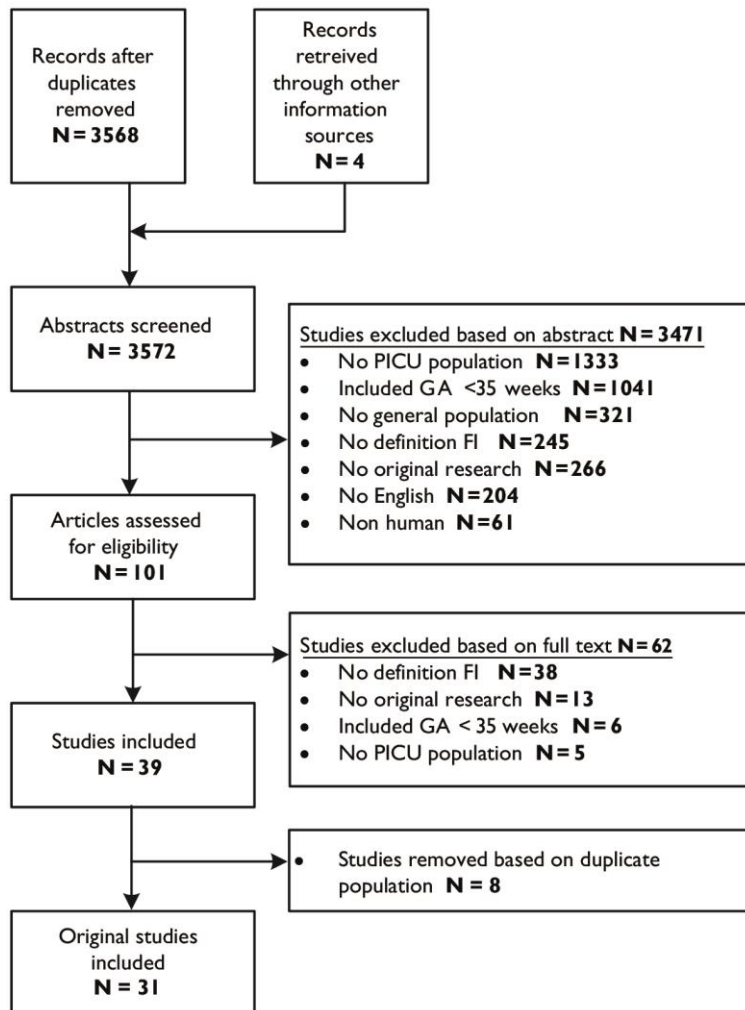 Records after
duplicates
removed
N = 3568
Records
retreived
through other
information
sources
N = 4
Abstracts screened
N = 3572
Studies excluded based on abstract N = 3471
• No PICU population N = 1333
• Included GA <35 weeks N = 1041
• No general population N = 321
• No definition FI N = 245
• No original research N = 266
• No English N = 204
• Non human N = 61
Articles assessed
for eligibility
N = 101
Studies excluded based on full text N = 62
• No definition FI N = 38
• No original research N = 13
• Included GA < 35 weeks N = 6
• No PICU population N = 5
Studies included
N = 39
• Studies removed based on duplicate
population N = 8
Original studies
included
N = 31